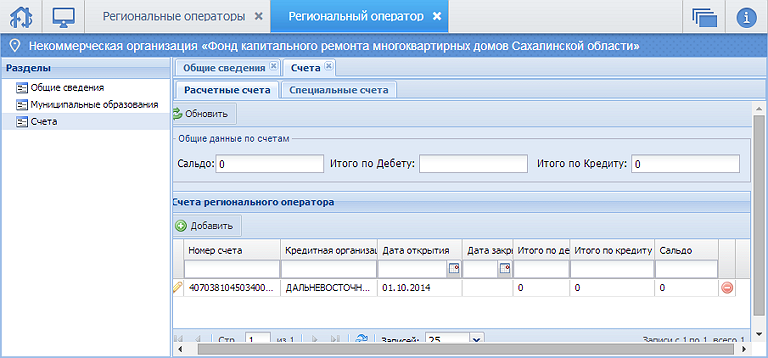 Региональные операторы
Региональный оператор
Некоммерческая организация «Фонд капитального ремонта многоквартирных домов Сахалинской области»
Разделы
Общие сведения
Муниципальные образования
Счета
Общие сведения Счета
Расчетные счета Специальные счета
Обновить
Общие данные по счетам
Сальдо: 0 Итого по Дебету: Итого по Кредиту: 0
Счета регионального оператора
Добавить
Номер счета Кредитная организац Дата открытия Дата закры Итого по де Итого по кредиту Сальдо
407038104503400... ДАЛЬНЕВОСТОЧН... 01.10.2014 0 0 0
Стр. 1 из 1 Записей: 25 Записи с 1 по 1, всего 1